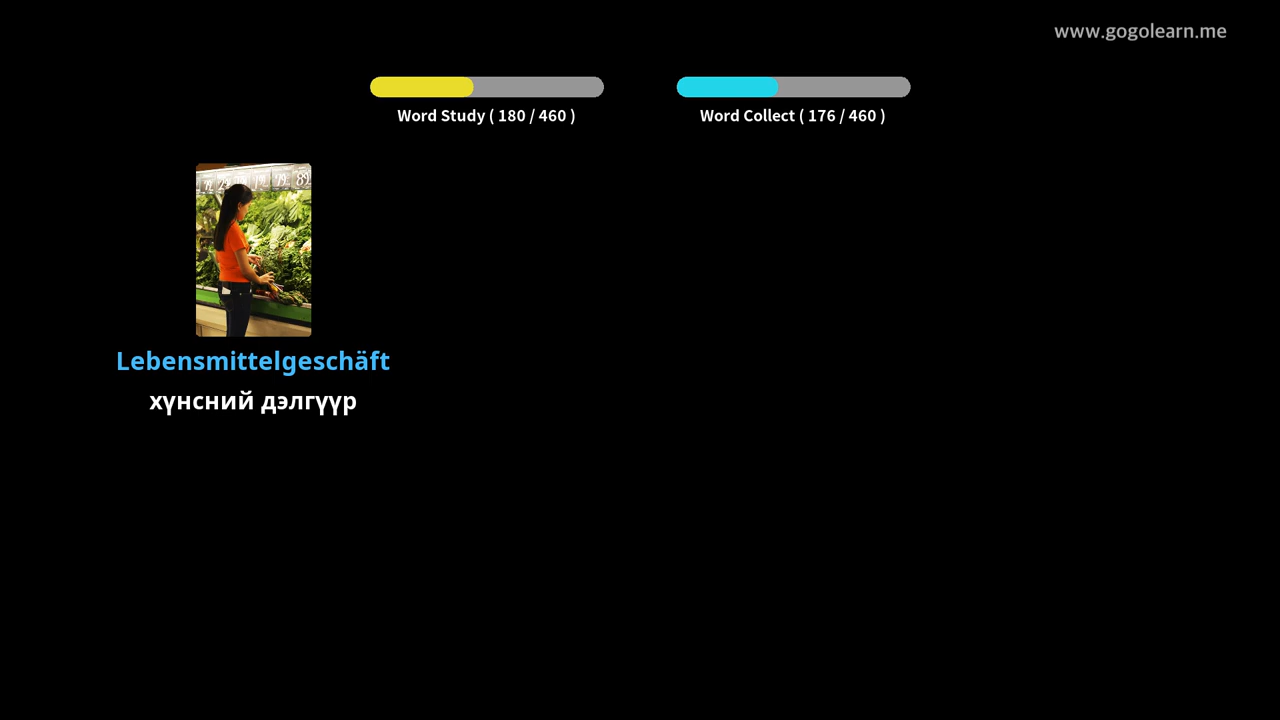 www.gogolearn.me
Word Study ( 180 / 460 )
Word Collect ( 176 / 460 )
Lebensmittelgeschäft
хүнсний дэлгүүр